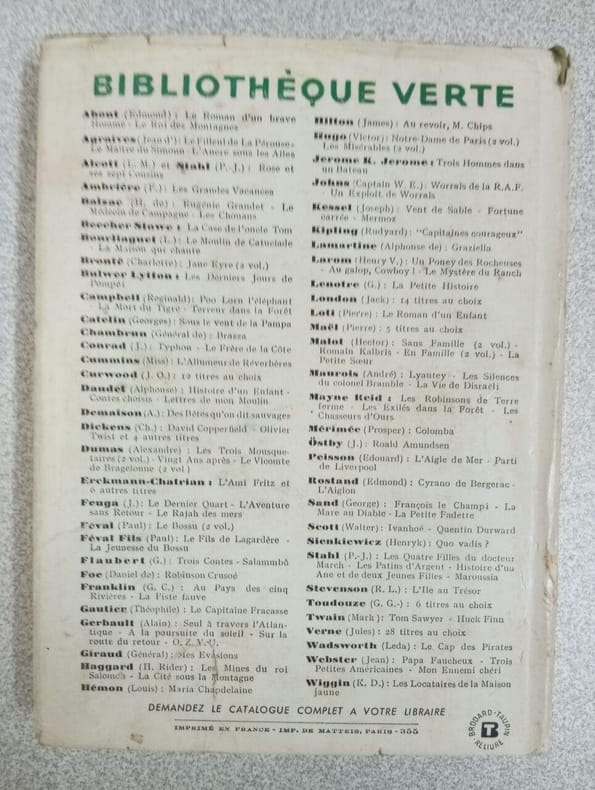 BIBLIOTHÈQUE VERTE
About (Edmond) : Le Roman d'un brave
Homme - Le Roi des Montagnes
Agraives (Jean d') : Le Filleul de La Pérouse -
Le Maître du Simoun - L'Ancre sous les Ailes
Alcott (L. M.) et Stahl (P.-J.) : Rose et
ses sept Cousins
Ambrière (F.) : Les Grandes Vacances
Balzac (H. de) : Eugénie Grandet - Le
Médecin de Campagne - Les Chouans
Beecher Stowe : La Case de l'oncle Tom
Bourliaguet (L.) : Le Moulin de Catuclade
- La Maison qui chante
Brontë (Charlotte) : Jane Eyre (2 vol.)
Bulwer Lytton : Les Derniers Jours de
Pompéi
Campbell (Reginald) : Poo Lorn l'éléphant
La Mort du Tigre - Terreur dans la Forêt
Catelin (Georges) : Sous le vent de la Pampa
Chambrun (Général de) : Brazza
Conrad (J.) : Typhon - Le Frère de la Côte
Cummins (Miss) : L'Allumeur de Réverbères
Curwood (J. O.) : 12 titres au choix
Daudet (Alphonse) : Histoire d'un Enfant -
Contes choisis - Lettres de mon Moulin
Demaison (A.) : Des Bêtes qu'on dit sauvages
Dickens (Ch.) : David Copperfield - Olivier
Twist et 4 autres titres
Dumas (Alexandre) : Les Trois Mousque-
taires (2 vol.) - Vingt Ans après - Le Vicomte
de Bragelonne (2 vol.)
Erckmann-Chatrian : L'Ami Fritz et
6 autres titres
Feuga (J.) : Le Dernier Quart - L'Aventure
sans Retour - Le Rajah des mers
Féval (Paul) : Le Bossu (2 vol.)
Féval Fils (Paul) : Le Fils de Lagardère -
La Jeunesse du Bossu
Flaubert (G.) : Trois Contes - Salammbô
Foe (Daniel de) : Robinson Crusoé
Franklin (G. C.) : Au Pays des cinq
Rivières - La Piste fauve
Gautier (Théophile) : Le Capitaine Fracasse
Gerbault (Alain) : Seul à travers l'Atlan-
tique - A la poursuite du soleil - Sur la
route du retour - O. Z. Y. U.
Giraud (Général) : Mes Evasions
Haggard (H. Rider) : Les Mines du roi
Salomon - La Cité sous la Montagne
Hémon (Louis) : Maria Chapdelaine
Hilton (James) : Au revoir, M. Chips
Hugo (Victor) : Notre-Dame de Paris (2 vol.)
Les Misérables (2 vol.)
Jerome K. Jerome : Trois Hommes dans
un Bateau
Johns (Captain W. E.) : Worrals de la R.A.F.
- Un Exploit de Worrals
Kessel (Joseph) : Vent de Sable - Fortune
carrée - Mermoz
Kipling (Rudyard) : "Capitaines courageux"
Lamartine (Alphonse de) : Graziella
Larom (Henry V.) : Un Poney des Rocheuses
- Au galop, Cowboy ! - Le Mystère du Ranch
Lenotre (G.) : La Petite Histoire
London (Jack) : 14 titres au choix
Loti (Pierre) : Le Roman d'un Enfant
Maël (Pierre) : 5 titres au choix
Malot (Hector) : Sans Famille (2 vol.) -
Romain Kalbris - En Famille (2 vol.) - La
Petite Sœur
Maurois (André) : Lyautey - Les Silences
du colonel Bramble - La Vie de Disraëli
Mayne Reid : Les Robinsons de Terre
ferme - Les Exilés dans la Forêt - Les
Chasseurs d'Ours
Mérimée (Prosper) : Colomba
Östby (J.) : Roald Amundsen
Peisson (Edouard) : L'Aigle de Mer - Parti
de Liverpool
Rostand (Edmond) : Cyrano de Bergerac -
L'Aiglon
Sand (George) : François le Champi - La
Mare au Diable - La Petite Fadette
Scott (Walter) : Ivanhoé - Quentin Durward
Sienkiewicz (Henryk) : Quo vadis ?
Stahl (P.-J.) : Les Quatre Filles du docteur
March - Les Patins d'Argent - Histoire d'un
Ane et de deux Jeunes Filles - Maroussia
Stevenson (R. L.) : L'Ile au Trésor
Toudouze (G. G.-) : 6 titres au choix
Twain (Mark) : Tom Sawyer - Huck Finn
Verne (Jules) : 28 titres au choix
Wadsworth (Leda) : Le Cap des Pirates
Webster (Jean) : Papa Faucheux - Trois
Petites Américaines - Mon Ennemi chéri
Wiggin (K. D.) : Les Locataires de la Maison
jaune
DEMANDEZ LE CATALOGUE COMPLET A VOTRE LIBRAIRE
IMPRIMÉ EN FRANCE - IMP. DE MATTEIS, PARIS - 355
BRODARD-TAUPIN
RELIURE